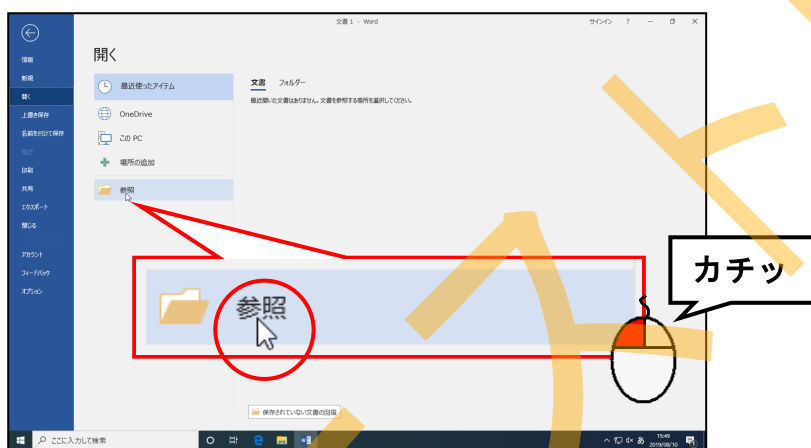 文書 1 - Word
サインイン ?
開く
情報
新規
開く
上書き保存
名前を付けて保存
履歴
印刷
共有
エクスポート
閉じる
アカウント
フィードバック
オプション
最近使ったアイテム
OneDrive
この PC
場所の追加
参照
文書 フォルダー
最近開いた文書はありません。文書を参照する場所を選択してください。
参照
カチッ
保存されていない文書の回復
ここに入力して検索
あ
15:49
2019/08/10